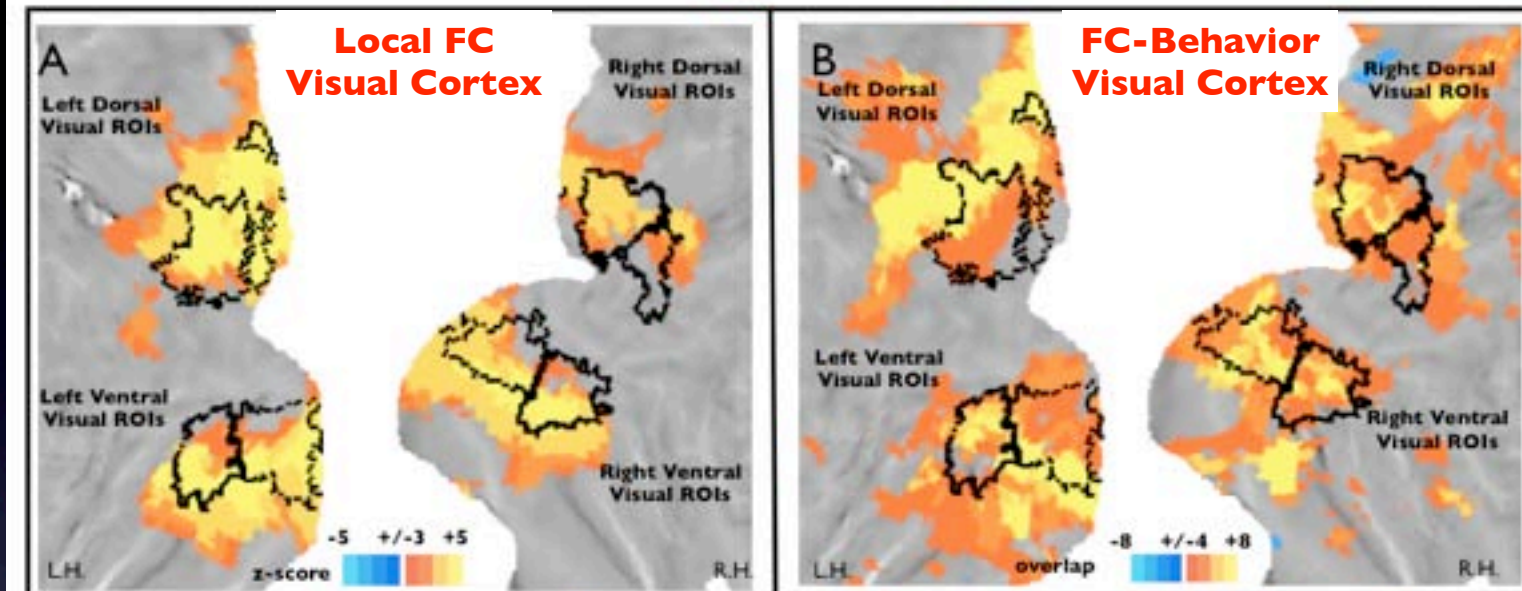 A
Local FC
Visual Cortex
Left Dorsal
Visual ROIs
Right Dorsal
Visual ROIs
Left Ventral
Visual ROIs
Right Ventral
Visual ROIs
-5 +/-3 +5
z-score
L.H.
R.H.
B
FC-Behavior
Visual Cortex
Left Dorsal
Visual ROIs
Right Dorsal
Visual ROIs
Left Ventral
Visual ROIs
Right Ventral
Visual ROIs
-8 +/-4 +8
overlap
L.H.
R.H.